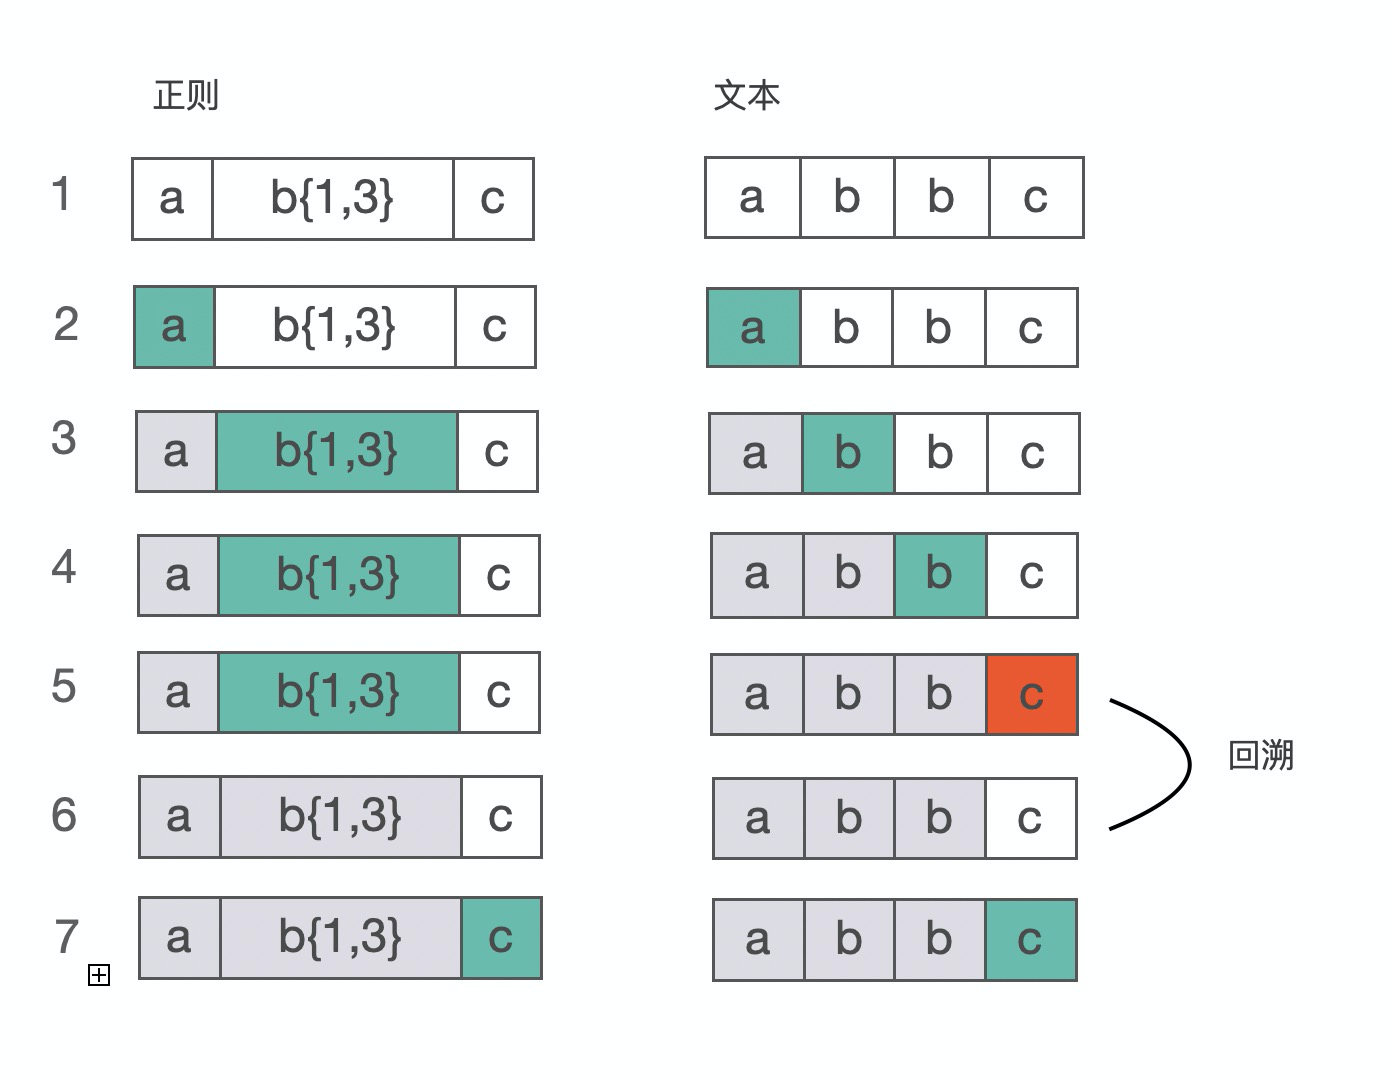 正则 文本
1 a b{1,3} c a b b c
2 a b{1,3} c a b b c
3 a b{1,3} c a b b c
4 a b{1,3} c a b b c
5 a b{1,3} c a b b c
回溯
6 a b{1,3} c a b b c
7 a b{1,3} c a b b c